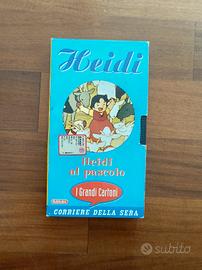 Heidi
Heidi
al pascolo
I Grandi Cartoni
CORRIERE DELLA SERA
subito